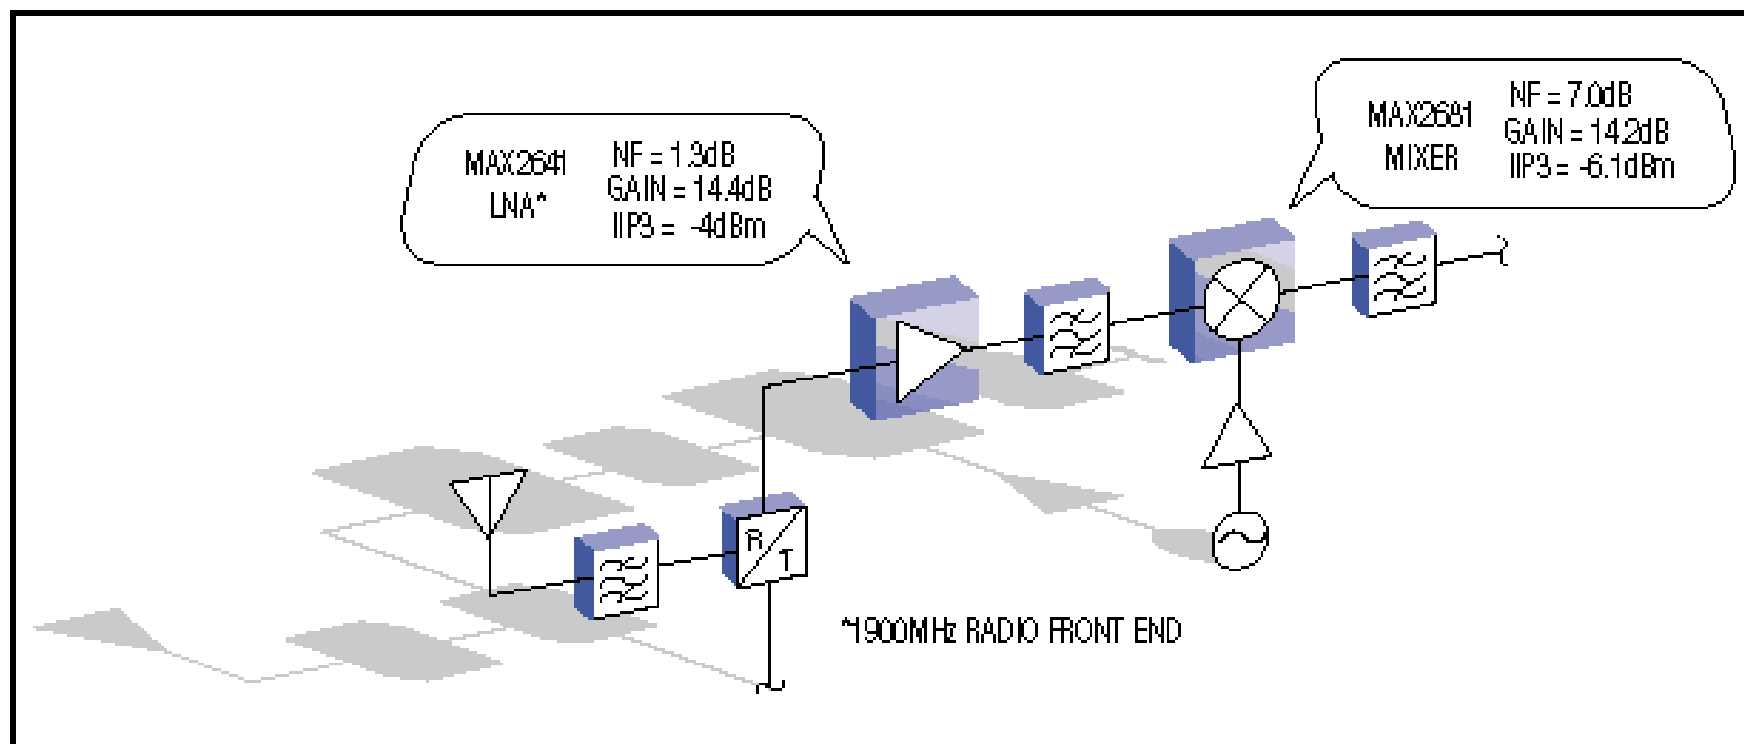 MAX2641
LNA*
NF = 1.3dB
GAIN = 14.4dB
IIP3 = -4dBm
MAX2681
MIXER
NF = 7.0dB
GAIN = 14.2dB
IIP3 = -6.1dBm
R
T
*1900MHz RADIO FRONT END